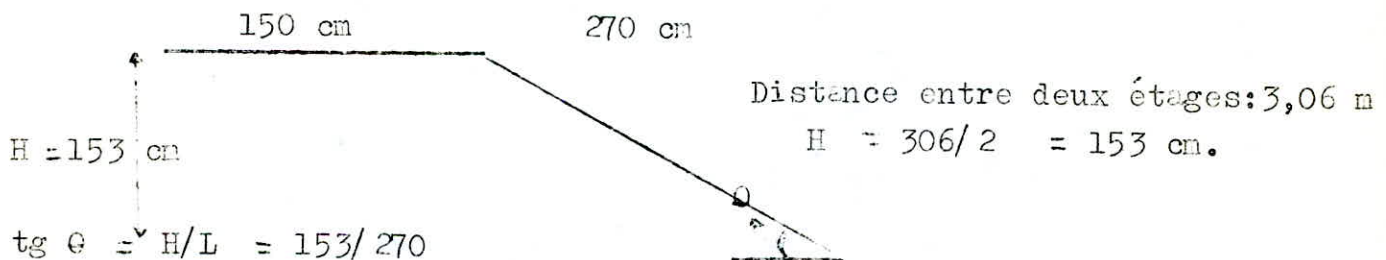 150 cm 270 cm
Distance entre deux étages: 3,06 m
H = 153 cm
H = 306/2 = 153 cm.
θ
tg θ = H/L = 153/270